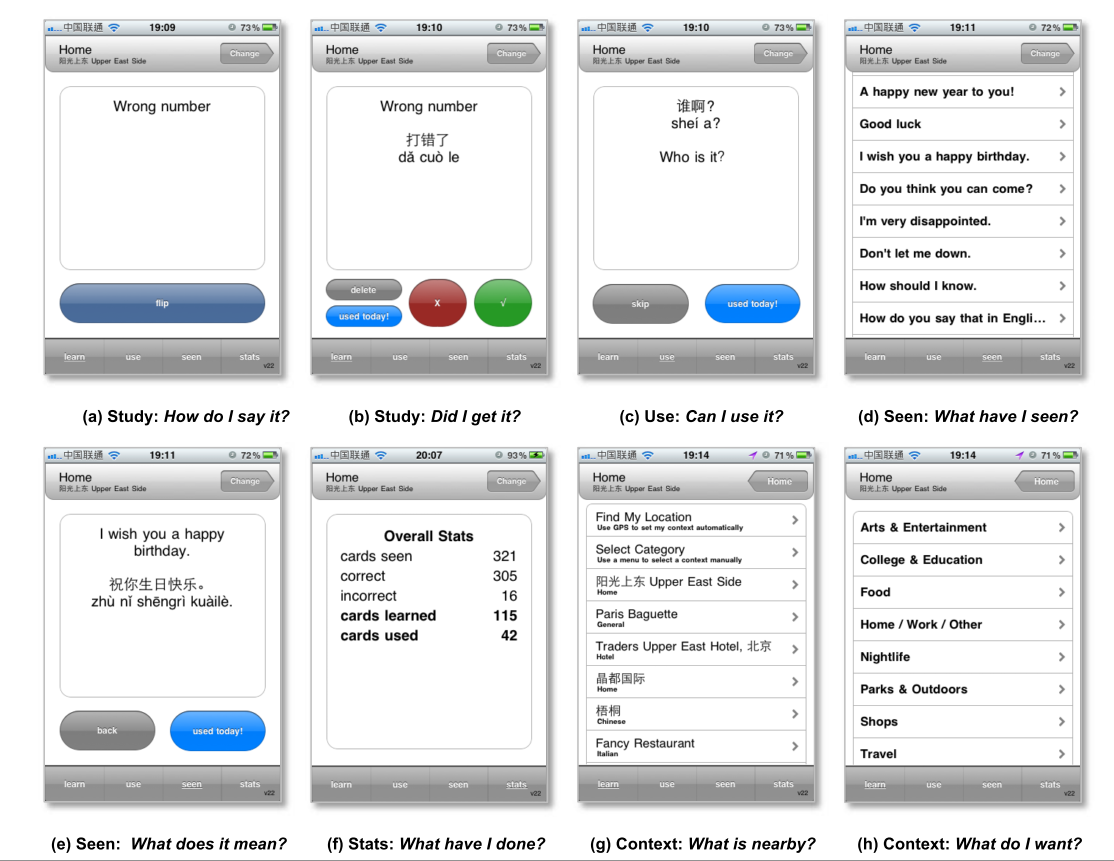 中国联通 19:09 73%
Home
阳光上东 Upper East Side
Change
Wrong number
flip
learn use seen stats
v22
(a) Study: How do I say it?
中国联通 19:10 73%
Home
阳光上东 Upper East Side
Change
Wrong number
打错了
dǎ cuò le
delete
used today!
X
√
learn use seen stats
v22
(b) Study: Did I get it?
中国联通 19:10 73%
Home
阳光上东 Upper East Side
Change
谁啊?
sheí a?
Who is it?
skip
used today!
learn use seen stats
v22
(c) Use: Can I use it?
中国联通 19:11 72%
Home
阳光上东 Upper East Side
Change
A happy new year to you!
Good luck
I wish you a happy birthday.
Do you think you can come?
I'm very disappointed.
Don't let me down.
How should I know.
How do you say that in Engli...
learn use seen stats
v22
(d) Seen: What have I seen?
中国联通 19:11 72%
Home
阳光上东 Upper East Side
Change
I wish you a happy
birthday.
祝你生日快乐。
zhù nǐ shēngrì kuàilè.
back
used today!
learn use seen stats
v22
(e) Seen: What does it mean?
中国联通 20:07 93%
Home
阳光上东 Upper East Side
Change
Overall Stats
cards seen 321
correct 305
incorrect 16
cards learned 115
cards used 42
learn use seen stats
v22
(f) Stats: What have I done?
中国联通 19:14 71%
Home
阳光上东 Upper East Side
Home
Find My Location
Use GPS to set my context automatically
Select Category
Use a menu to select a context manually
阳光上东 Upper East Side
Home
Paris Baguette
General
Traders Upper East Hotel, 北京
Hotel
晶都国际
Home
梧桐
Chinese
Fancy Restaurant
Italian
learn use seen stats
v22
(g) Context: What is nearby?
中国联通 19:14 71%
Home
阳光上东 Upper East Side
Home
Arts & Entertainment
College & Education
Food
Home / Work / Other
Nightlife
Parks & Outdoors
Shops
Travel
learn use seen stats
v22
(h) Context: What do I want?